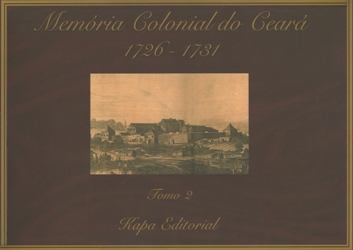 Memória Colonial do Ceará
1726 - 1731
Tomo 2
Kapa Editorial